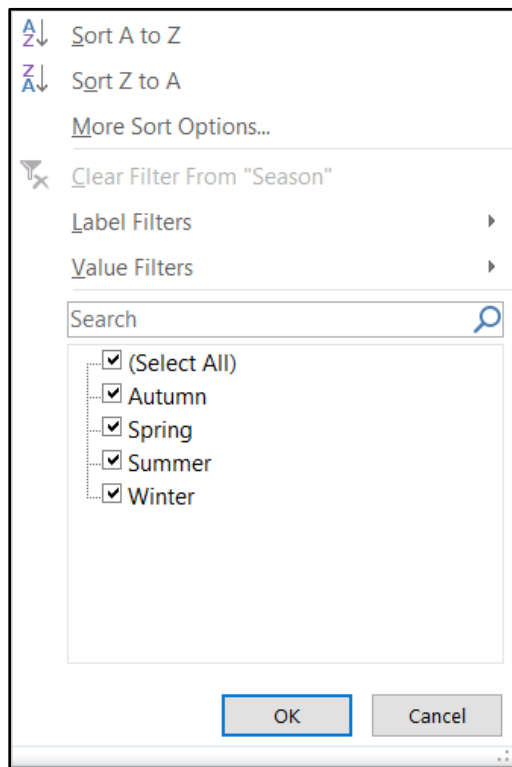 Sort A to Z
Sort Z to A
More Sort Options...
Clear Filter From "Season"
Label Filters
Value Filters
Search
(Select All)
Autumn
Spring
Summer
Winter
OK Cancel